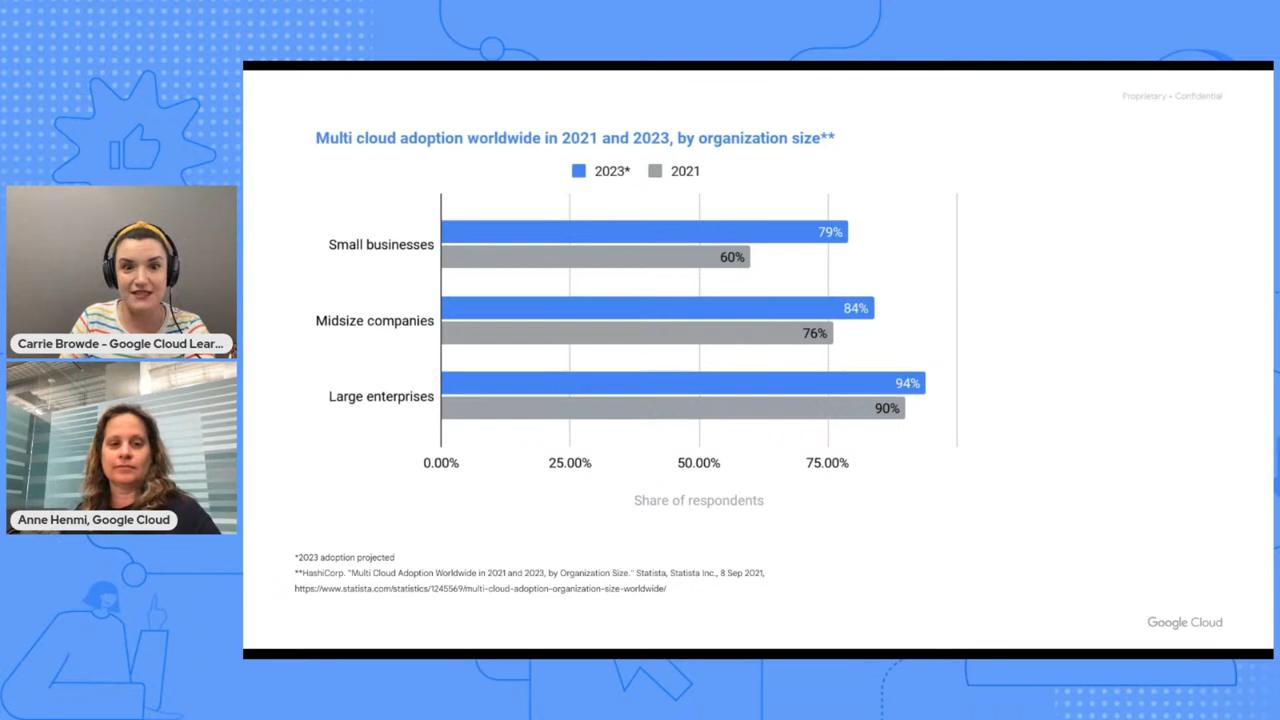 Proprietary + Confidential
Multi cloud adoption worldwide in 2021 and 2023, by organization size**
2023* 2021
Small businesses
79%
60%
Midsize companies
84%
76%
Large enterprises
94%
90%
0.00% 25.00% 50.00% 75.00%
Share of respondents
*2023 adoption projected
**HashiCorp. "Multi Cloud Adoption Worldwide in 2021 and 2023, by Organization Size." Statista, Statista Inc., 8 Sep 2021,
https://www.statista.com/statistics/1245569/multi-cloud-adoption-organization-size-worldwide/
Google Cloud
Carrie Browde - Google Cloud Lear...
Anne Henmi, Google Cloud